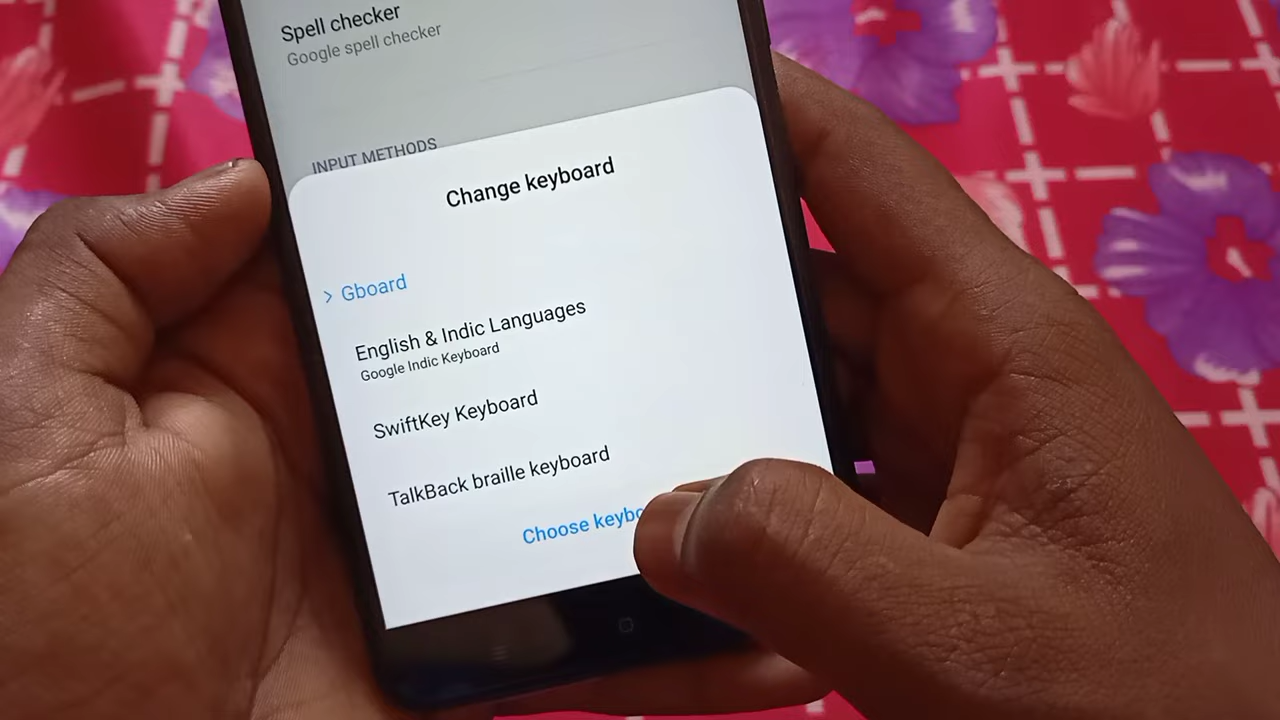 Spell checker
Google spell checker
INPUT METHODS
Change keyboard
Gboard
English & Indic Languages
Google Indic Keyboard
SwiftKey Keyboard
TalkBack braille keyboard
Choose